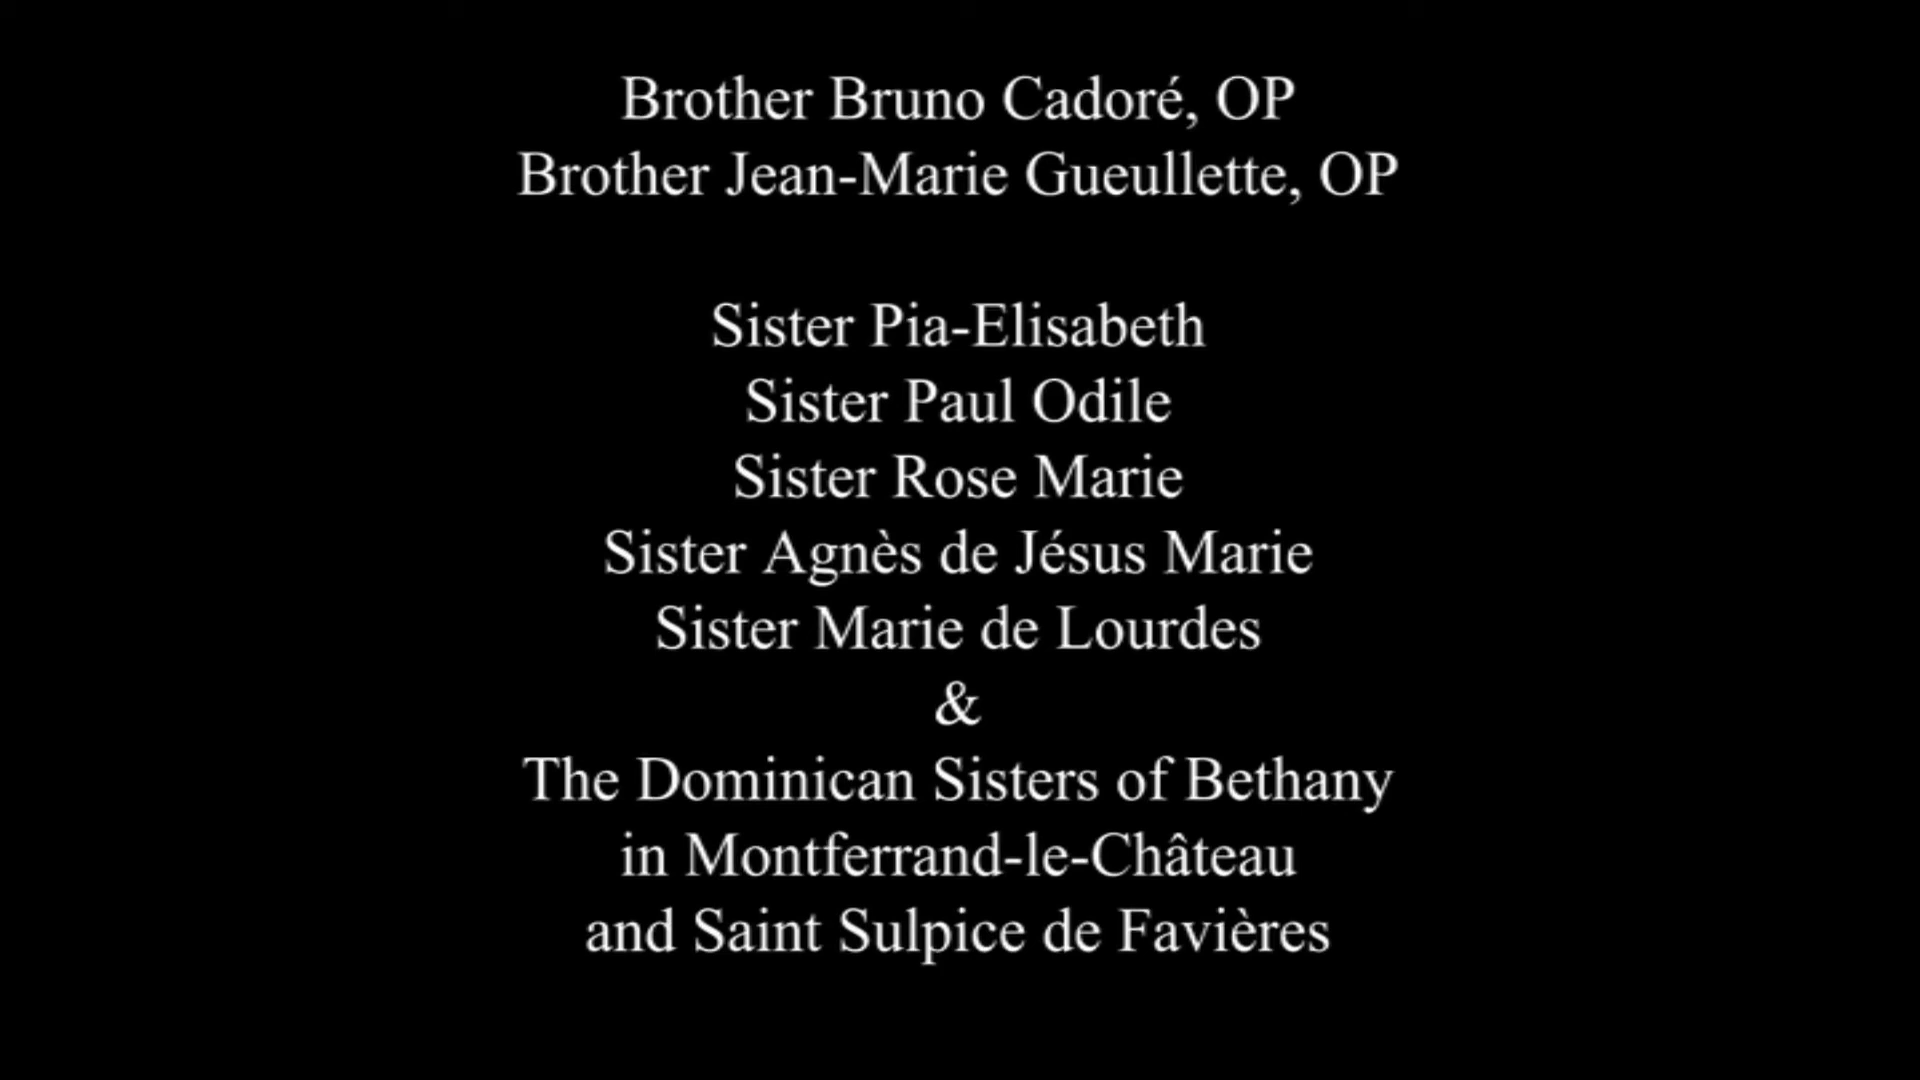 Brother Bruno Cadoré, OP
Brother Jean-Marie Gueullette, OP
Sister Pia-Elisabeth
Sister Paul Odile
Sister Rose Marie
Sister Agnès de Jésus Marie
Sister Marie de Lourdes
&
The Dominican Sisters of Bethany
in Montferrand-le-Château
and Saint Sulpice de Favières